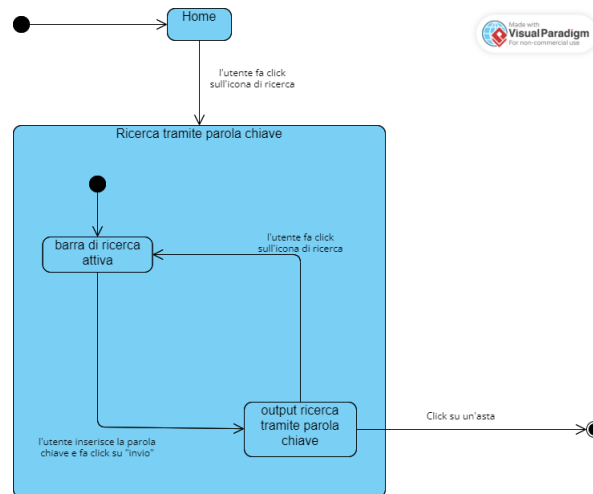 Home
Made with
Visual Paradigm
For non-commercial use
l'utente fa click
sull'icona di ricerca
Ricerca tramite parola chiave
l'utente fa click
sull'icona di ricerca
barra di ricerca
attiva
output ricerca
tramite parola
chiave
Click su un'asta
l'utente inserisce la parola
chiave e fa click su "invio"